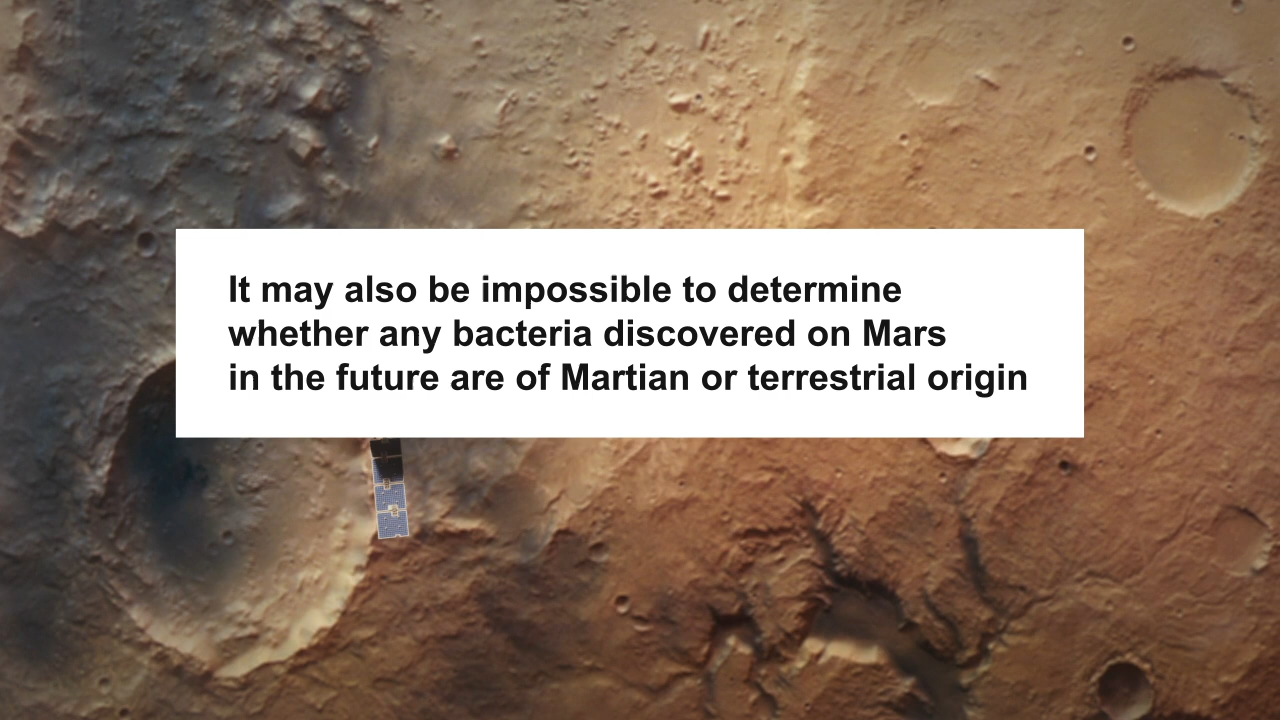 It may also be impossible to determine
whether any bacteria discovered on Mars
in the future are of Martian or terrestrial origin